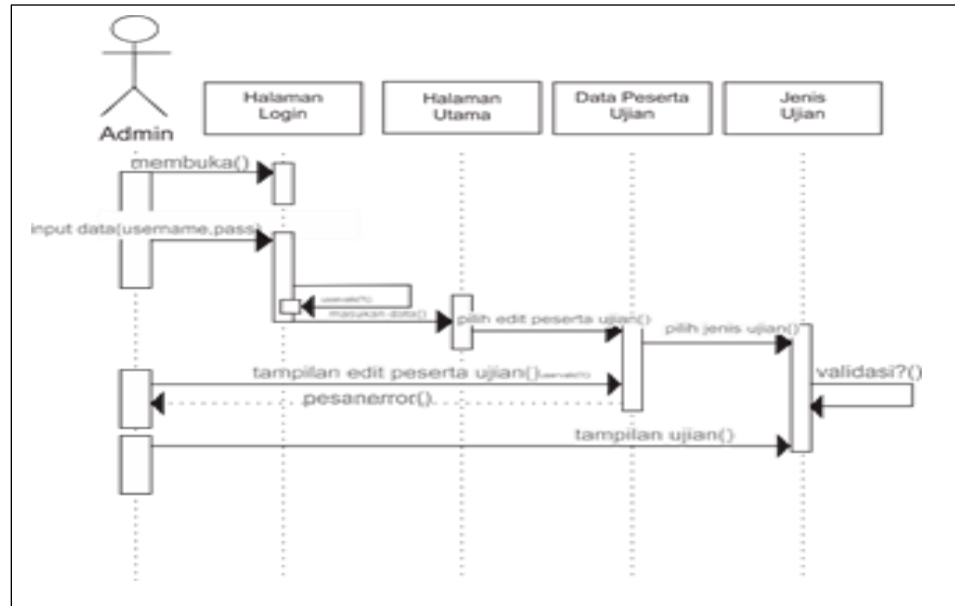 Halaman
Login
Halaman
Utama
Data Peserta
Ujian
Jenis
Ujian
Admin
membuka()
input data(username,pass)
masukan data()
pilih edit peserta ujian()
pilih jenis ujian()
tampilan edit peserta ujian()
validasi?()
pesanerror()
tampilan ujian()